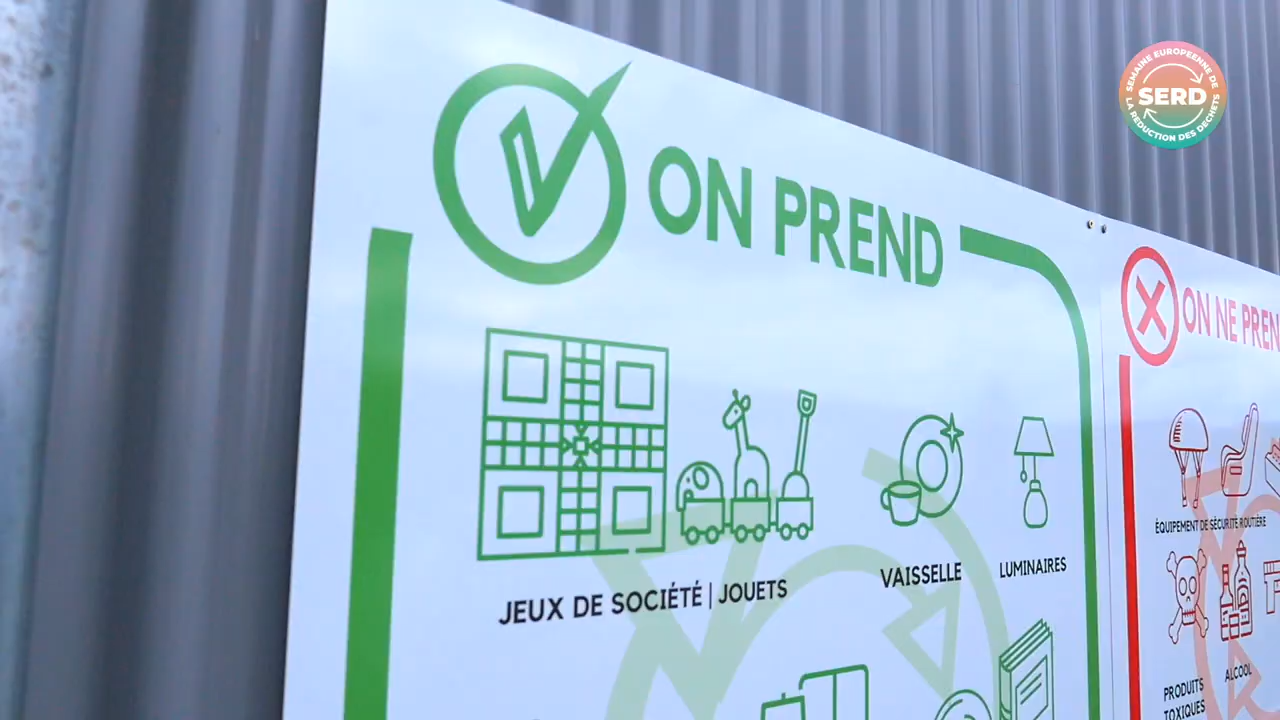 SEMAINE EUROPEENNE DE
LA REDUCTION DES DECHETS
SERD
ON PREND
ON NE PREN
JEUX DE SOCIÉTÉ | JOUETS
VAISSELLE
LUMINAIRES
ÉQUIPEMENT DE SÉCURITÉ ROUTIÈRE
PRODUITS
TOXIQUES
ALCOOL